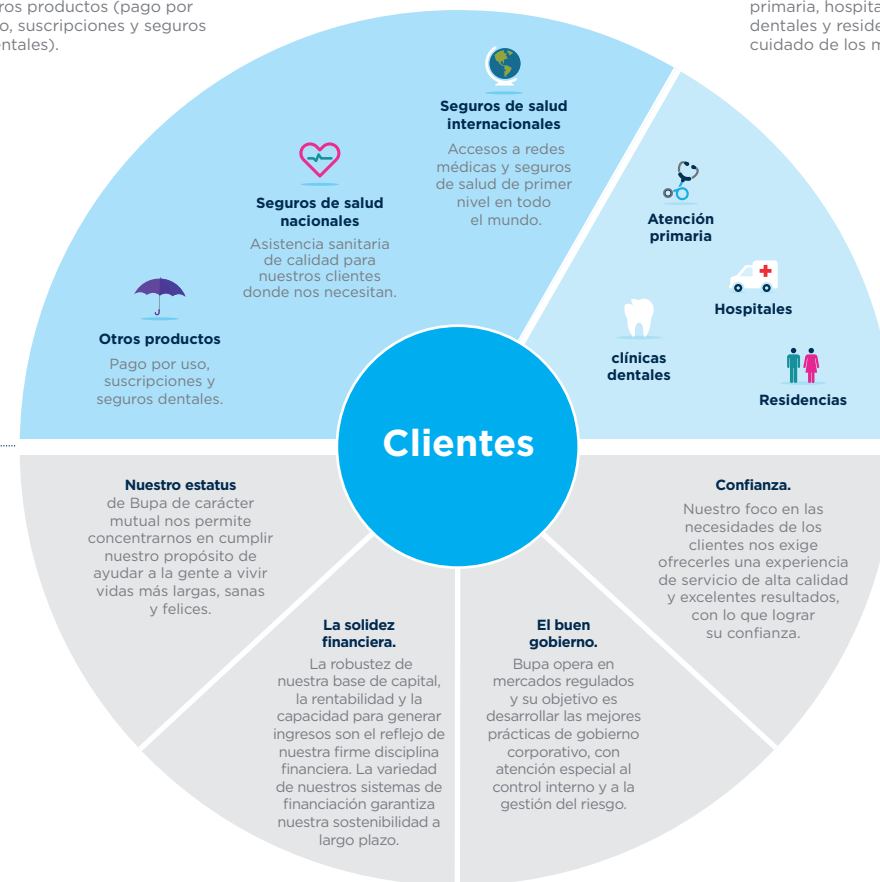 ros productos (pago por
o, suscripciones y seguros
entales).
primaria, hospita
dentales y reside
cuidado de los m
Seguros de salud
internacionales
Accesos a redes
médicas y seguros
de salud de primer
nivel en todo
el mundo.
Seguros de salud
nacionales
Asistencia sanitaria
de calidad para
nuestros clientes
donde nos necesitan.
Otros productos
Pago por uso,
suscripciones y
seguros dentales.
Atención
primaria
Hospitales
clínicas
dentales
Residencias
Clientes
Nuestro estatus
de Bupa de carácter
mutual nos permite
concentrarnos en cumplir
nuestro propósito de
ayudar a la gente a vivir
vidas más largas, sanas
y felices.
La solidez
financiera.
La robustez de
nuestra base de capital,
la rentabilidad y la
capacidad para generar
ingresos son el reflejo de
nuestra firme disciplina
financiera. La variedad
de nuestros sistemas de
financiación garantiza
nuestra sostenibilidad a
largo plazo.
El buen
gobierno.
Bupa opera en
mercados regulados
y su objetivo es
desarrollar las mejores
prácticas de gobierno
corporativo, con
atención especial al
control interno y a la
gestión del riesgo.
Confianza.
Nuestro foco en las
necesidades de los
clientes nos exige
ofrecerles una experiencia
de servicio de alta calidad
y excelentes resultados,
con lo que lograr
su confianza.